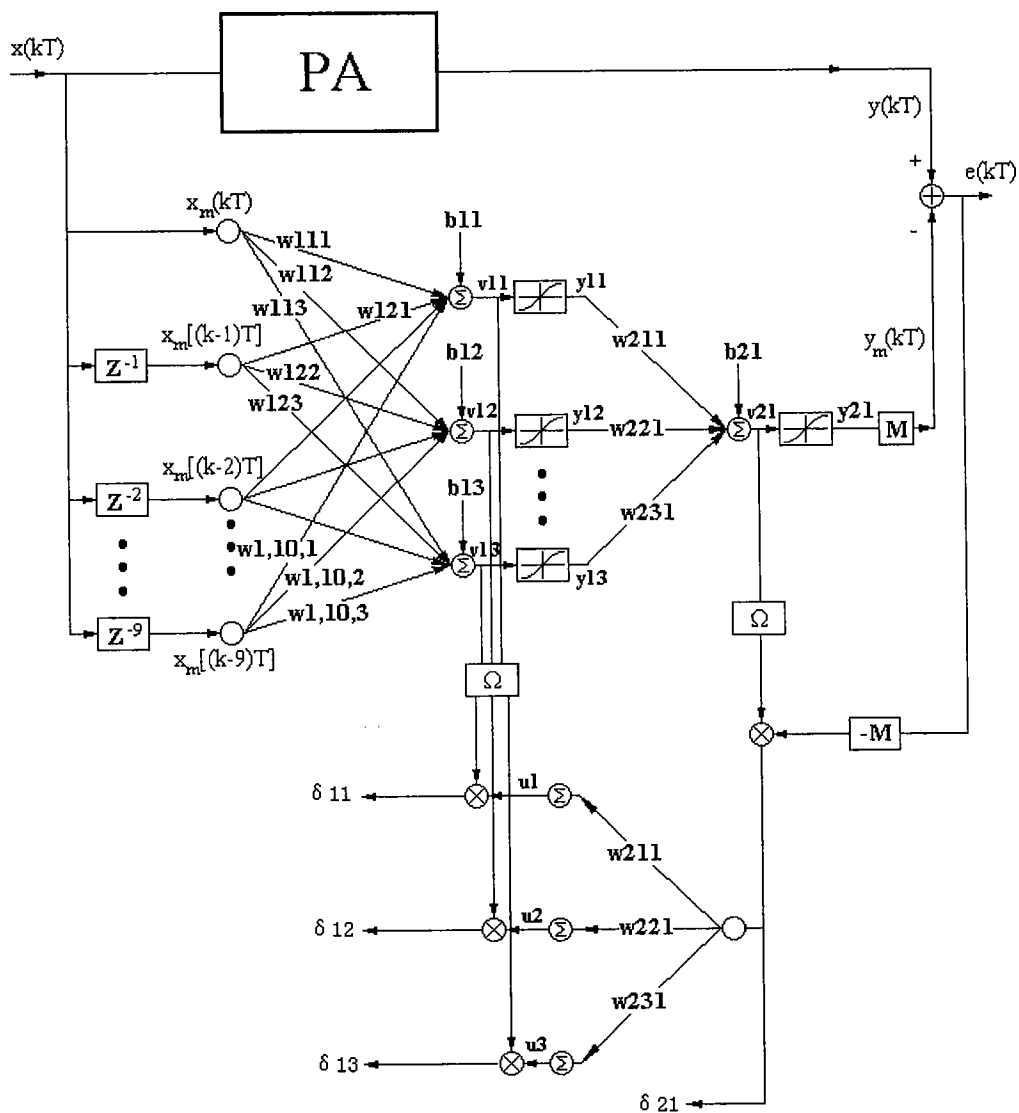 x(kT)
PA
y(kT)
+
e(kT)
+
-
x_m(kT)
w111
w112
w113
b11
Σ
v11
y11
w121
x_m[(k-1)T]
Z^-1
w122
w123
w211
b12
Σ
v12
y12
w221
b21
Σ
v21
y21
M
y_m(kT)
x_m[(k-2)T]
Z^-2
b13
Σ
v13
y13
w231
w1,10,1
w1,10,2
w1,10,3
Z^-9
x_m[(k-9)T]
Ω
Ω
-M
δ 11
u1
Σ
w211
δ 12
u2
Σ
w221
w231
δ 13
u3
Σ
δ 21